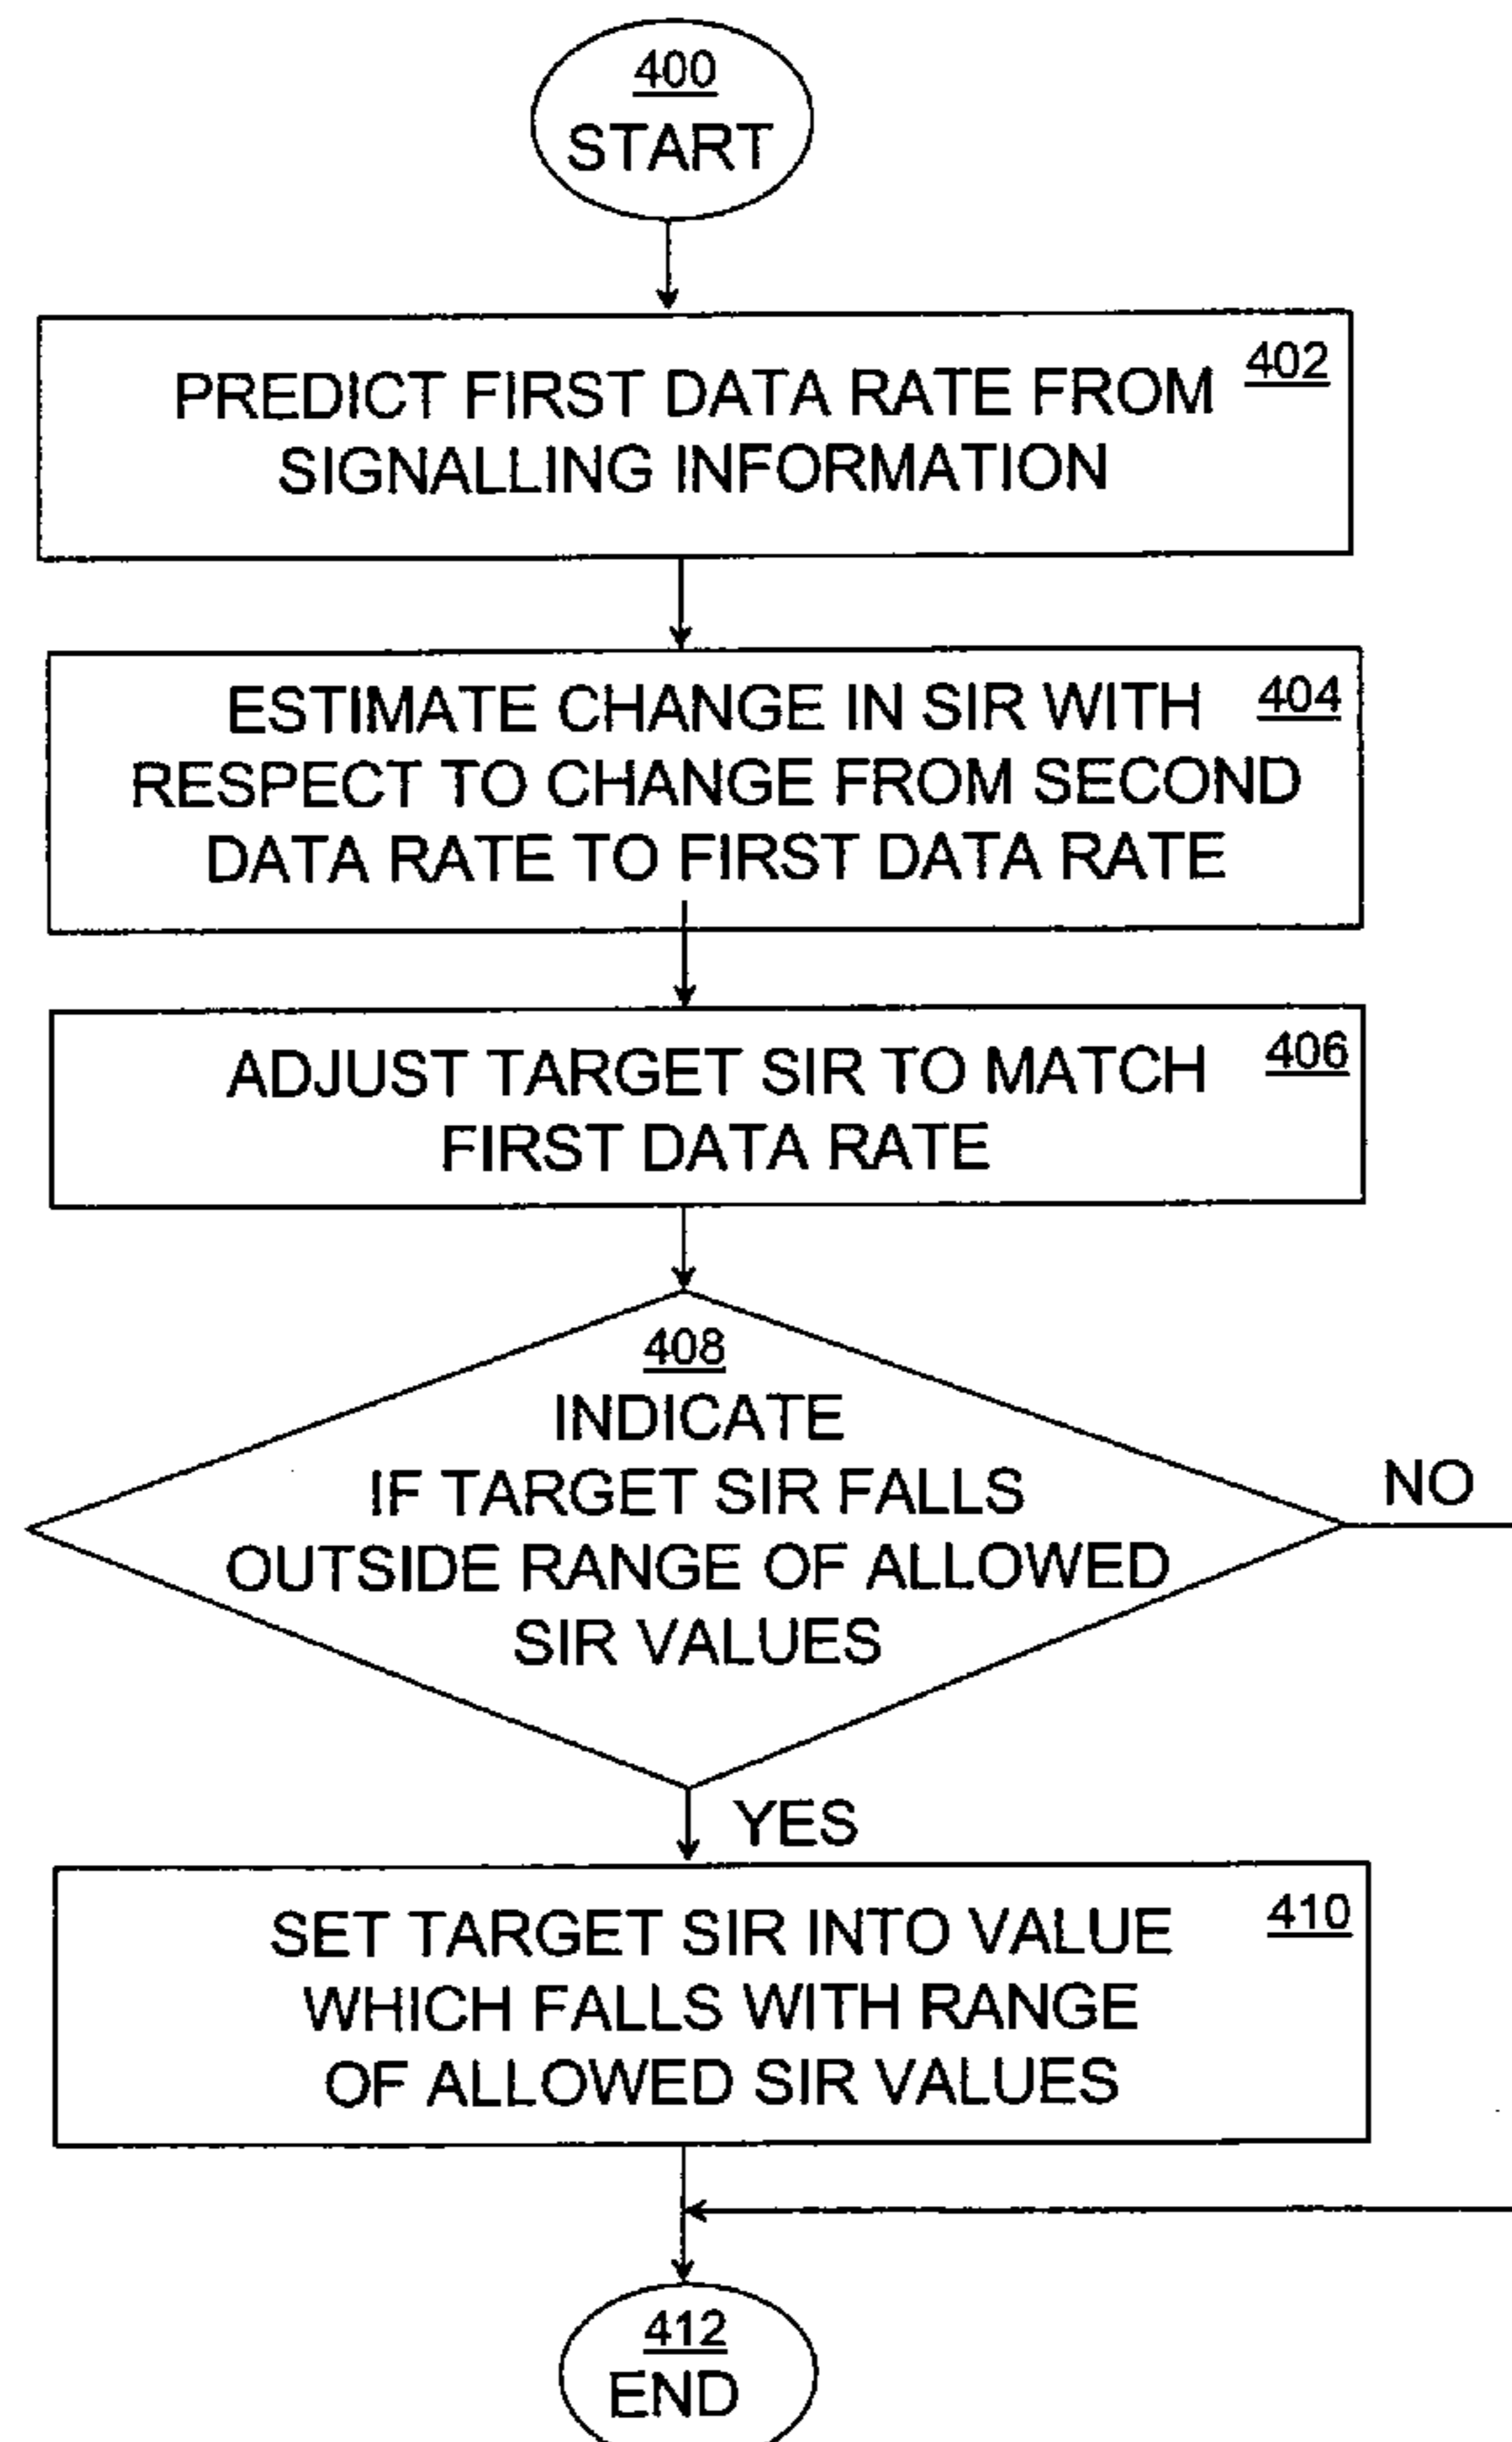 400
START
PREDICT FIRST DATA RATE FROM 402
SIGNALLING INFORMATION
ESTIMATE CHANGE IN SIR WITH 404
RESPECT TO CHANGE FROM SECOND
DATA RATE TO FIRST DATA RATE
ADJUST TARGET SIR TO MATCH 406
FIRST DATA RATE
408
INDICATE
IF TARGET SIR FALLS
OUTSIDE RANGE OF ALLOWED
SIR VALUES
NO
YES
SET TARGET SIR INTO VALUE 410
WHICH FALLS WITH RANGE
OF ALLOWED SIR VALUES
412
END